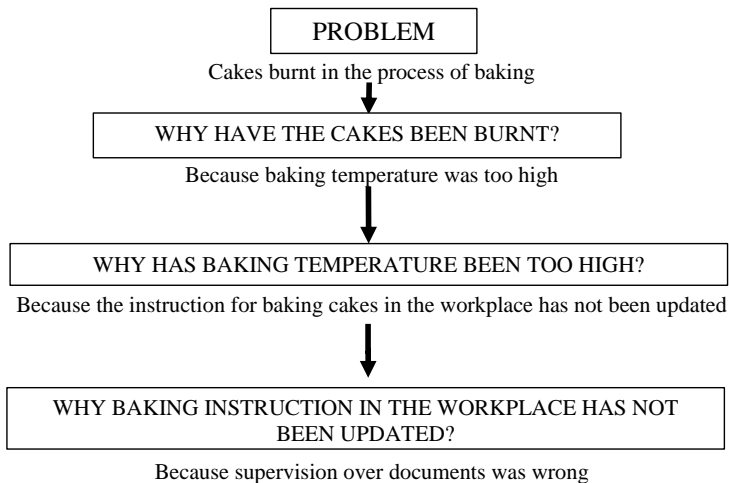 PROBLEM
Cakes burnt in the process of baking
WHY HAVE THE CAKES BEEN BURNT?
Because baking temperature was too high
WHY HAS BAKING TEMPERATURE BEEN TOO HIGH?
Because the instruction for baking cakes in the workplace has not been updated
WHY BAKING INSTRUCTION IN THE WORKPLACE HAS NOT
BEEN UPDATED?
Because supervision over documents was wrong